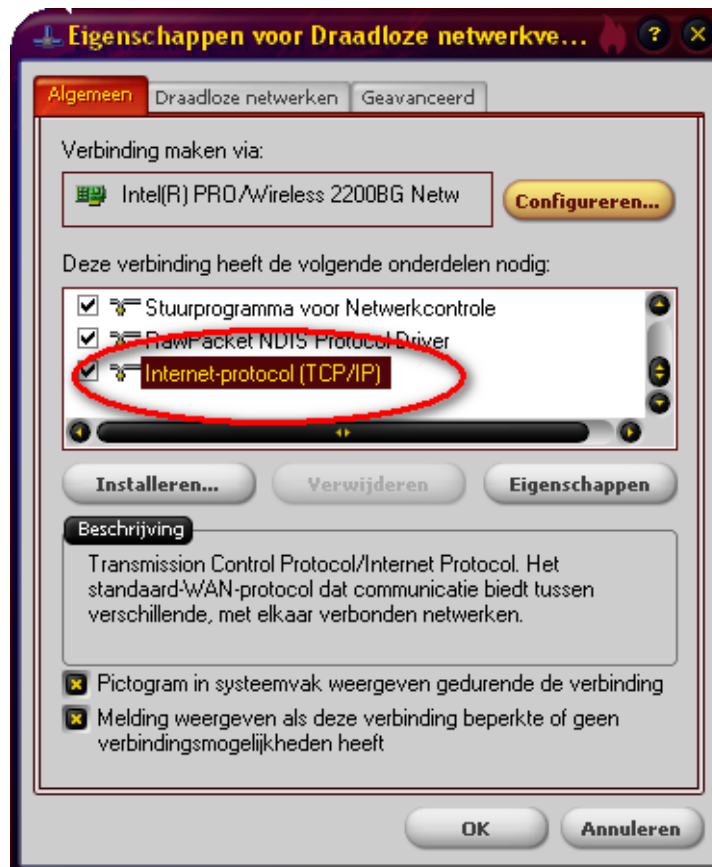 Eigenschappen voor Draadloze netwerkve...
Algemeen
Draadloze netwerken
Geavanceerd
Verbinding maken via:
Intel(R) PRO/Wireless 2200BG Netw
Configureren...
Deze verbinding heeft de volgende onderdelen nodig:
Stuurprogramma voor Netwerkcontrole
RawPacket NDIS Protocol Driver
Internet-protocol (TCP/IP)
Installeren...
Verwijderen
Eigenschappen
Beschrijving
Transmission Control Protocol/Internet Protocol. Het
standaard-WAN-protocol dat communicatie biedt tussen
verschillende, met elkaar verbonden netwerken.
Pictogram in systeemvak weergeven gedurende de verbinding
Melding weergeven als deze verbinding beperkte of geen
verbindingsmogelijkheden heeft
OK
Annuleren